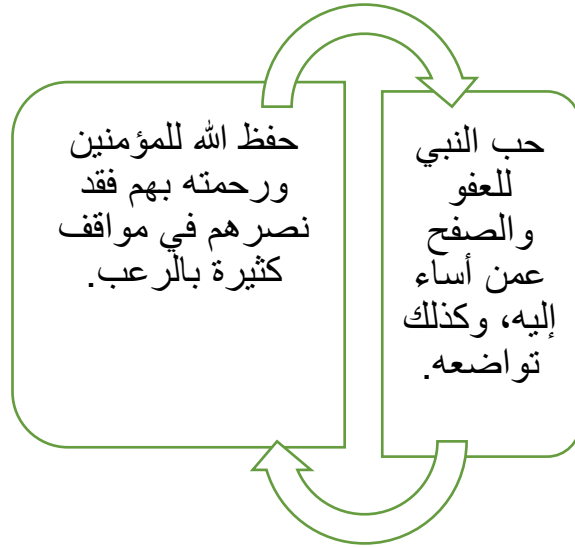 حب النبي
للعفو
والصفح
عمن أساء
إليه، وكذلك
تواضعه.
حفظ الله للمؤمنين
ورحمته بهم فقد
نصرهم في مواقف
كثيرة بالرعب.